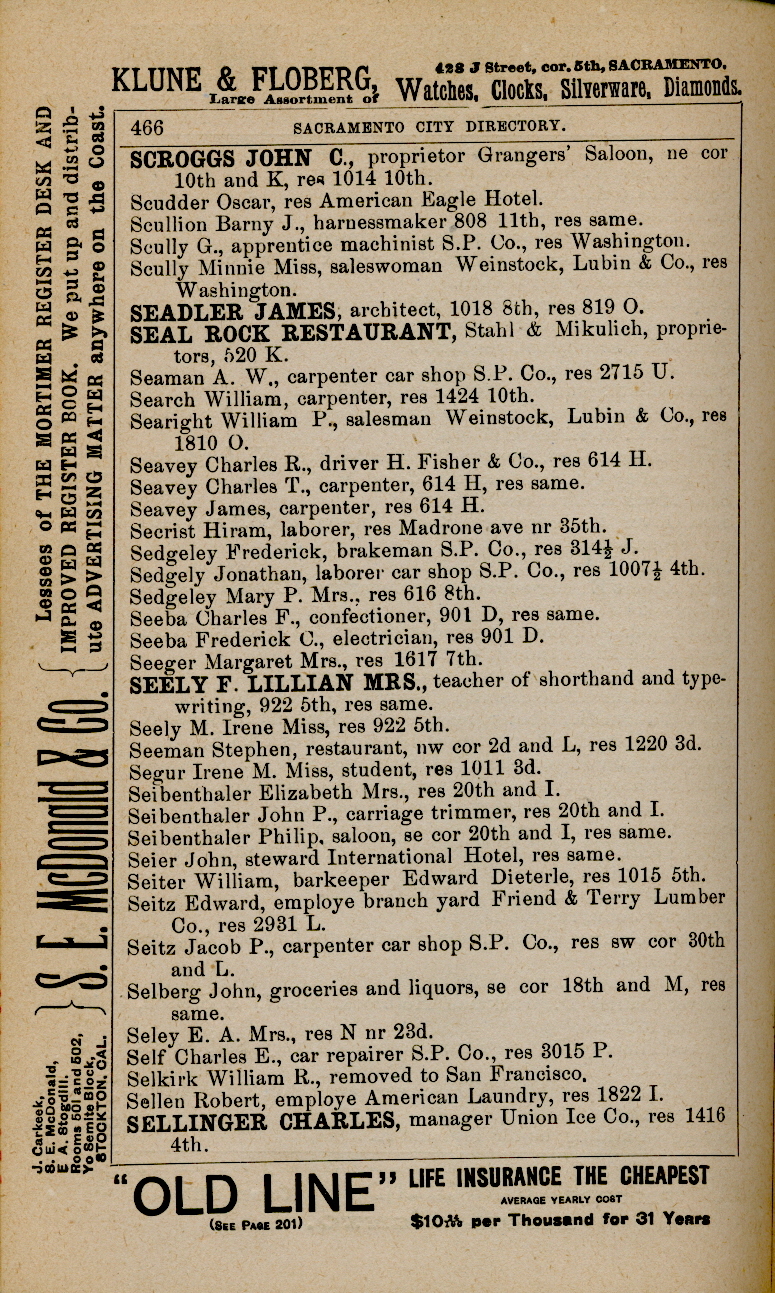 KLUNE & FLOBERG,
428 J Street, cor. 5th, SACRAMENTO.
Large Assortment of
Watches, Clocks, Silverware, Diamonds.
466 SACRAMENTO CITY DIRECTORY.
SCROGGS JOHN C., proprietor Grangers' Saloon, ne cor
10th and K, res 1014 10th.
Scudder Oscar, res American Eagle Hotel.
Scullion Barny J., harnessmaker 808 11th, res same.
Scully G., apprentice machinist S.P. Co., res Washington.
Scully Minnie Miss, saleswoman Weinstock, Lubin & Co., res
Washington.
SEADLER JAMES, architect, 1018 8th, res 819 O.
SEAL ROCK RESTAURANT, Stahl & Mikulich, proprie-
tors, 520 K.
Seaman A. W., carpenter car shop S.P. Co., res 2715 U.
Search William, carpenter, res 1424 10th.
Searight William P., salesman Weinstock, Lubin & Co., res
1810 O.
Seavey Charles R., driver H. Fisher & Co., res 614 H.
Seavey Charles T., carpenter, 614 H, res same.
Seavey James, carpenter, res 614 H.
Secrist Hiram, laborer, res Madrone ave nr 35th.
Sedgeley Frederick, brakeman S.P. Co., res 314½ J.
Sedgely Jonathan, laborer car shop S.P. Co., res 1007½ 4th.
Sedgeley Mary P. Mrs., res 616 8th.
Seeba Charles F., confectioner, 901 D, res same.
Seeba Frederick C., electrician, res 901 D.
Seeger Margaret Mrs., res 1617 7th.
SEELY F. LILLIAN MRS., teacher of shorthand and type-
writing, 922 5th, res same.
Seely M. Irene Miss, res 922 5th.
Seeman Stephen, restaurant, nw cor 2d and L, res 1220 3d.
Segur Irene M. Miss, student, res 1011 3d.
Seibenthaler Elizabeth Mrs., res 20th and I.
Seibenthaler John P., carriage trimmer, res 20th and I.
Seibenthaler Philip, saloon, se cor 20th and I, res same.
Seier John, steward International Hotel, res same.
Seiter William, barkeeper Edward Dieterle, res 1015 5th.
Seitz Edward, employe branch yard Friend & Terry Lumber
Co., res 2931 L.
Seitz Jacob P., carpenter car shop S.P. Co., res sw cor 30th
and L.
Selberg John, groceries and liquors, se cor 18th and M, res
same.
Seley E. A. Mrs., res N nr 23d.
Self Charles E., car repairer S.P. Co., res 3015 P.
Selkirk William R., removed to San Francisco.
Sellen Robert, employe American Laundry, res 1822 I.
SELLINGER CHARLES, manager Union Ice Co., res 1416
4th.
"OLD LINE"
(SEE PAGE 201)
LIFE INSURANCE THE CHEAPEST
AVERAGE YEARLY COST
per Thousand for 31 Years
J. Carkeek,
S. E. McDonald,
E A. Stogdill.
Rooms 501 and 502,
Yo Semite Block,
STOCKTON, CAL.
S. E. McDonald & CO.
Lessees of THE MORTIMER REGISTER DESK AND
IMPROVED REGISTER BOOK. We put up and distrib-
ute ADVERTISING MATTER anywhere on the Coast.